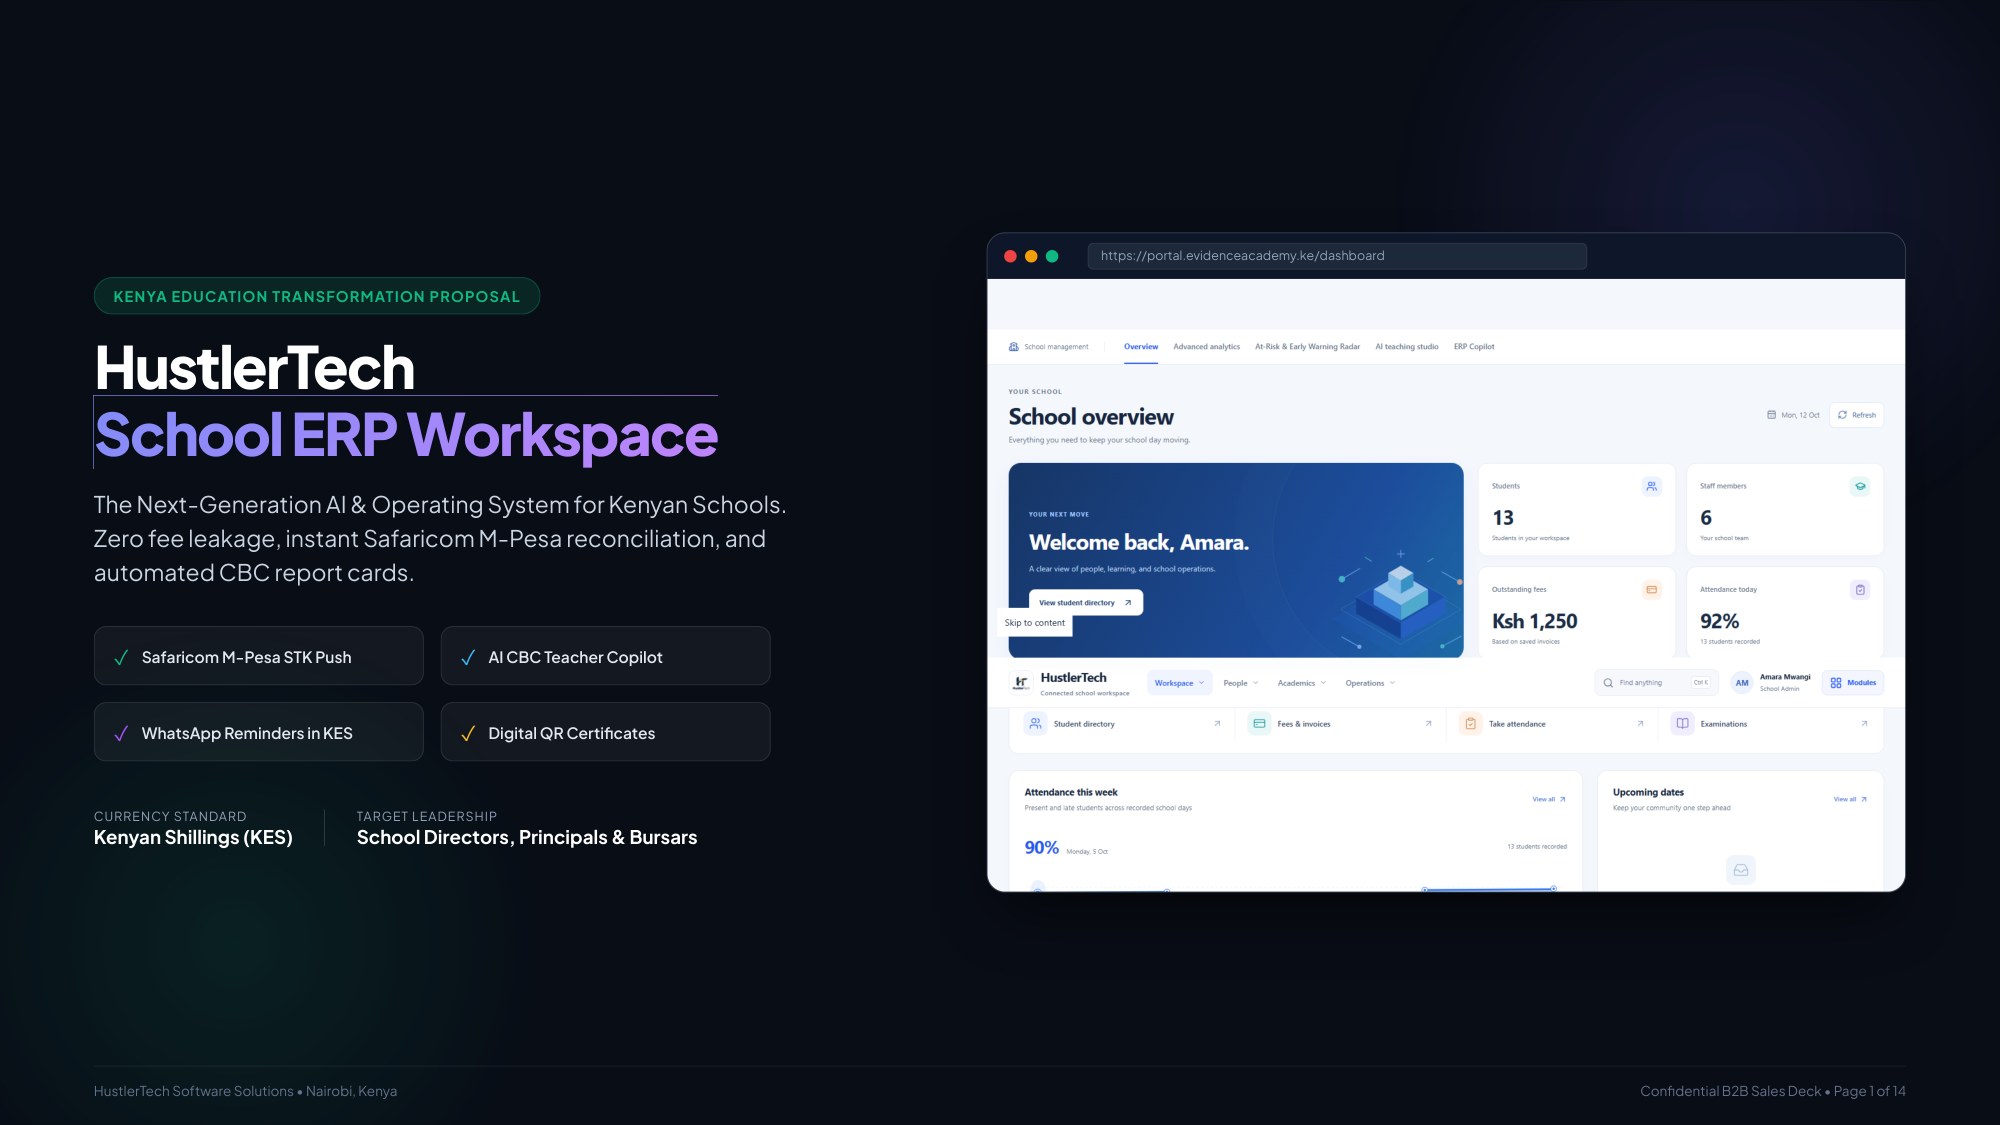 KENYA EDUCATION TRANSFORMATION PROPOSAL
HustlerTech
School ERP Workspace
The Next-Generation AI & Operating System for Kenyan Schools.
Zero fee leakage, instant Safaricom M-Pesa reconciliation, and
automated CBC report cards.
✓ Safaricom M-Pesa STK Push
✓ AI CBC Teacher Copilot
✓ WhatsApp Reminders in KES
✓ Digital QR Certificates
CURRENCY STANDARD
Kenyan Shillings (KES)
TARGET LEADERSHIP
School Directors, Principals & Bursars
https://portal.evidenceacademy.ke/dashboard
School management
Overview
Advanced analytics
At-Risk & Early Warning Radar
AI teaching studio
ERP Copilot
YOUR SCHOOL
School overview
Everything you need to keep your school day moving.
Mon, 12 Oct
Refresh
YOUR NEXT MOVE
Welcome back, Amara.
A clear view of people, learning, and school operations.
View student directory
Skip to content
Students
13
Students in your workspace
Staff members
6
Your school team
Outstanding fees
Ksh 1,250
Based on saved invoices
Attendance today
92%
13 students recorded
HustlerTech
Connected school workspace
Workspace
People
Academics
Operations
Find anything
Ctrl K
AM
Amara Mwangi
School Admin
Modules
Student directory
Fees & invoices
Take attendance
Examinations
Attendance this week
Present and late students across recorded school days
View all
90% Monday, 5 Oct
13 students recorded
Upcoming dates
Keep your community one step ahead
View all
HustlerTech Software Solutions • Nairobi, Kenya
Confidential B2B Sales Deck • Page 1 of 14